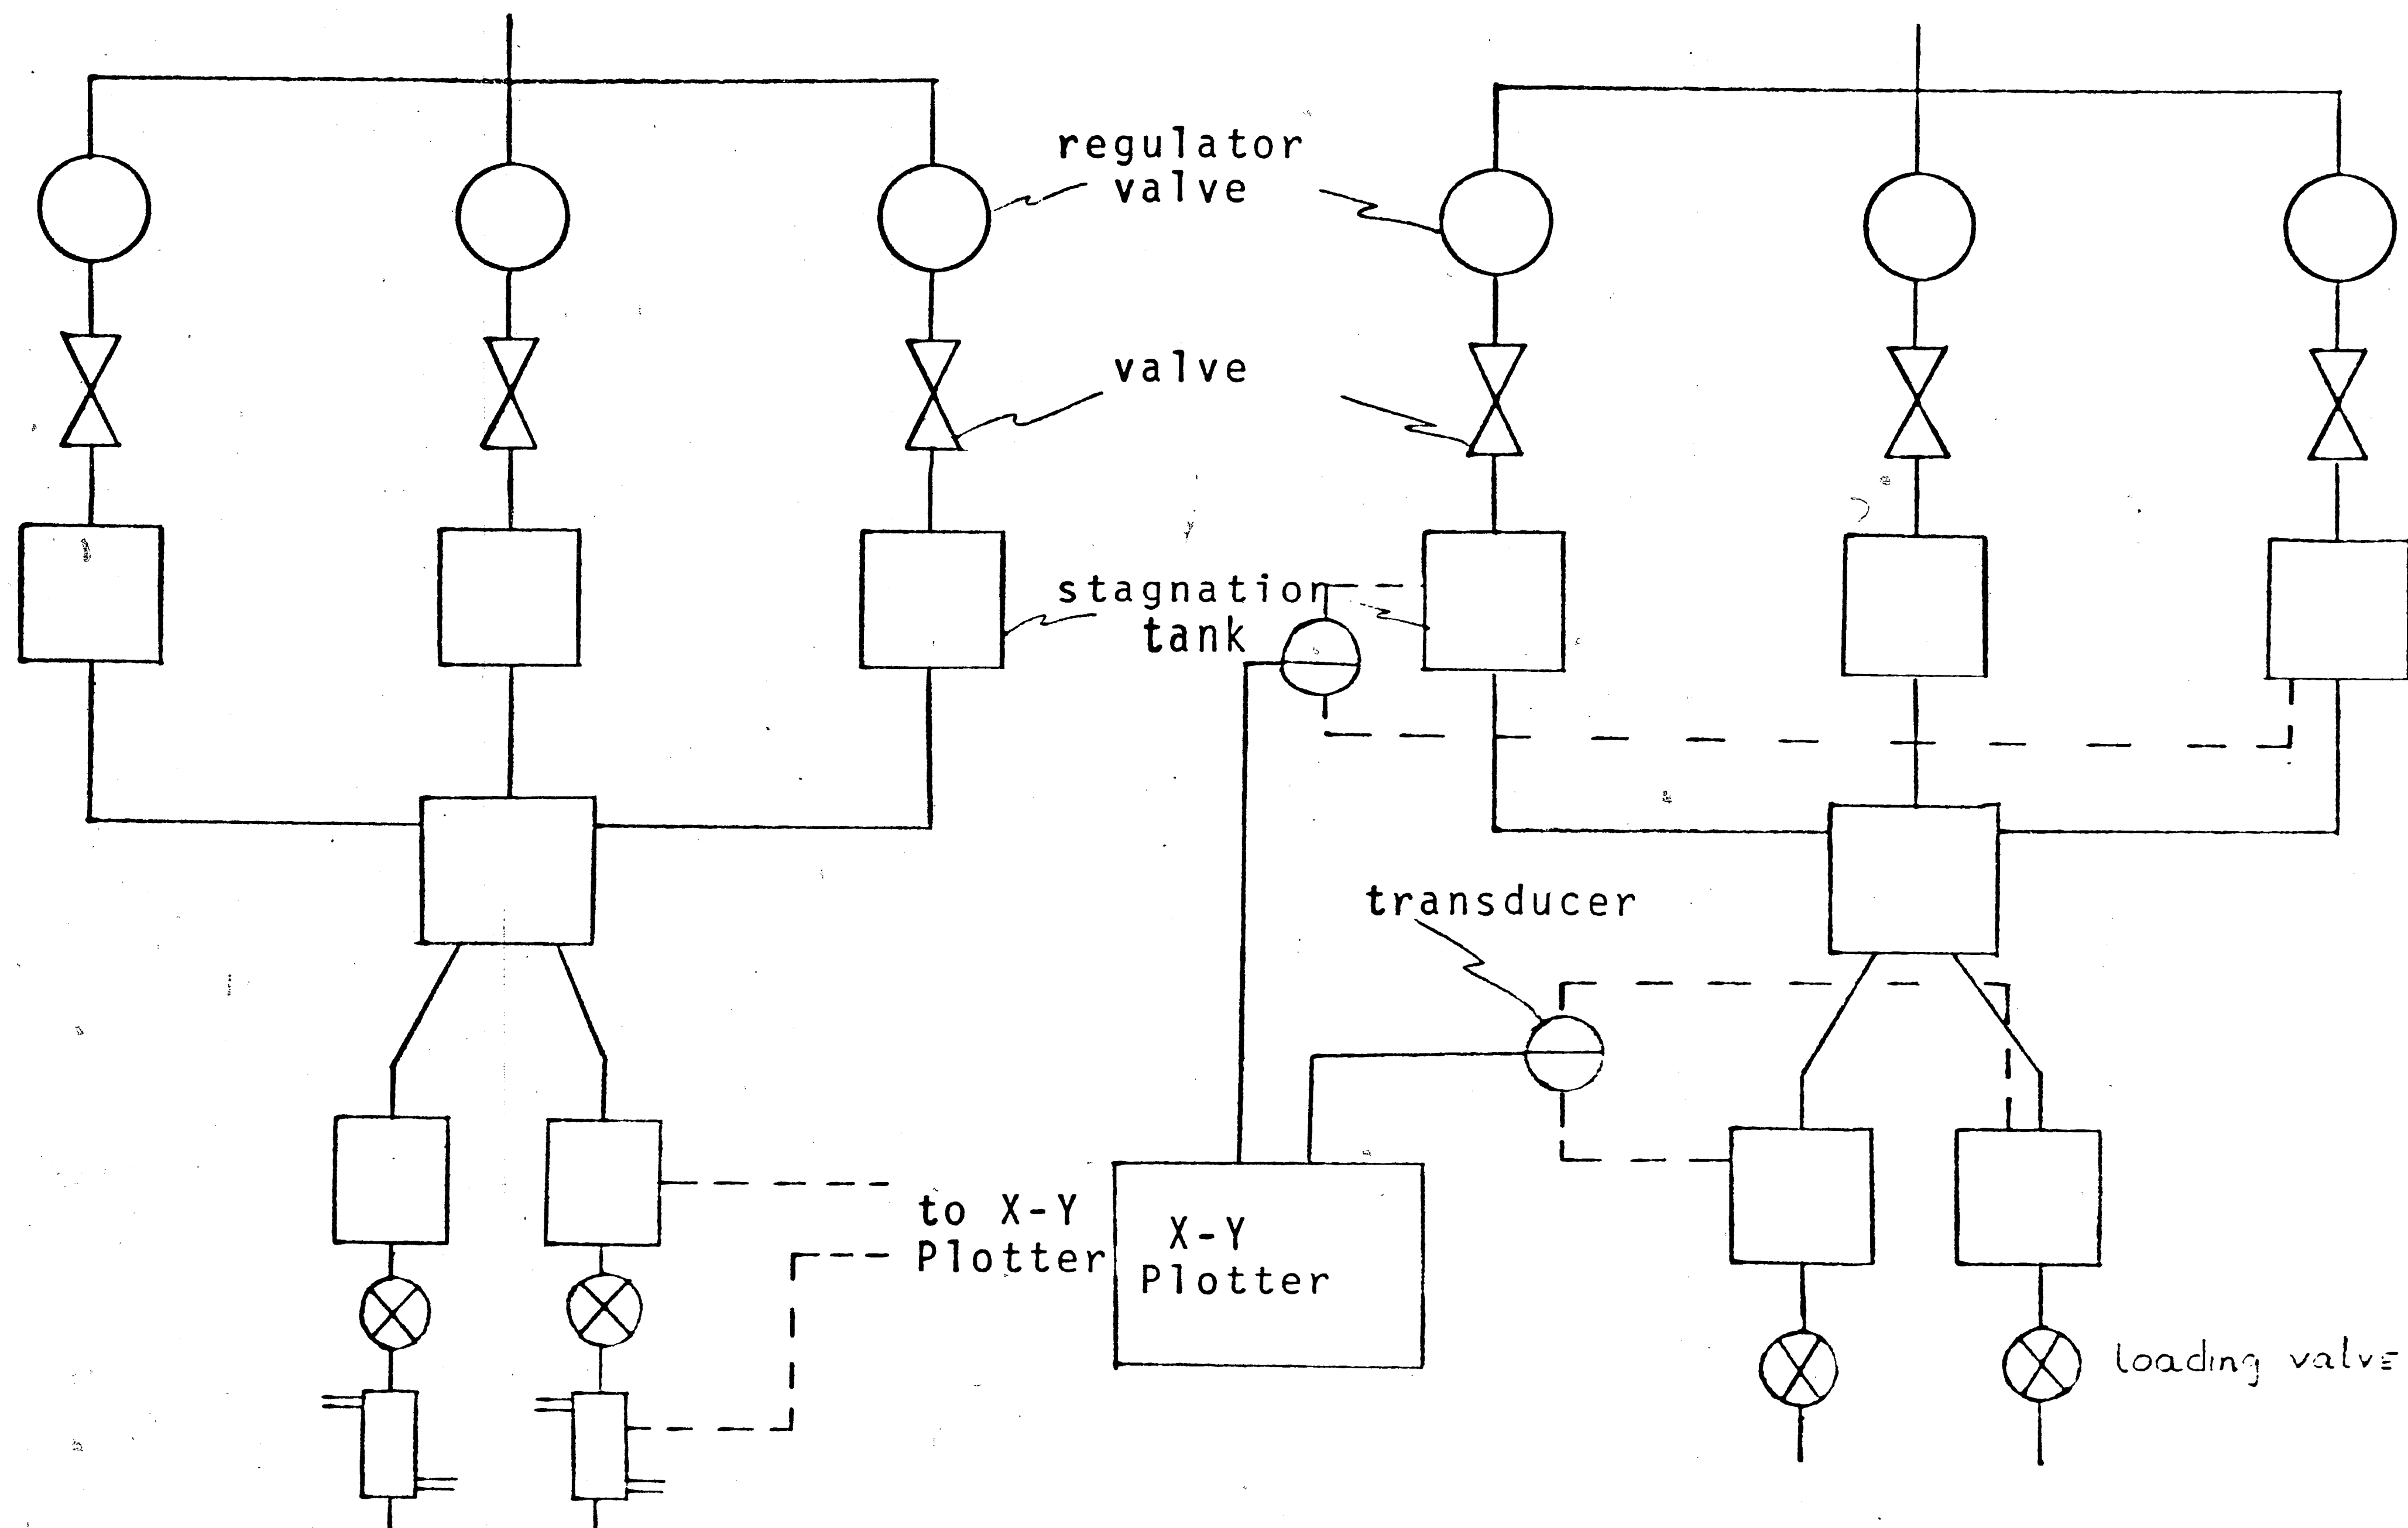 regulator
valve
valve
stagnation
tank
transducer
to X-Y
Plotter
X-Y
Plotter
loading valve